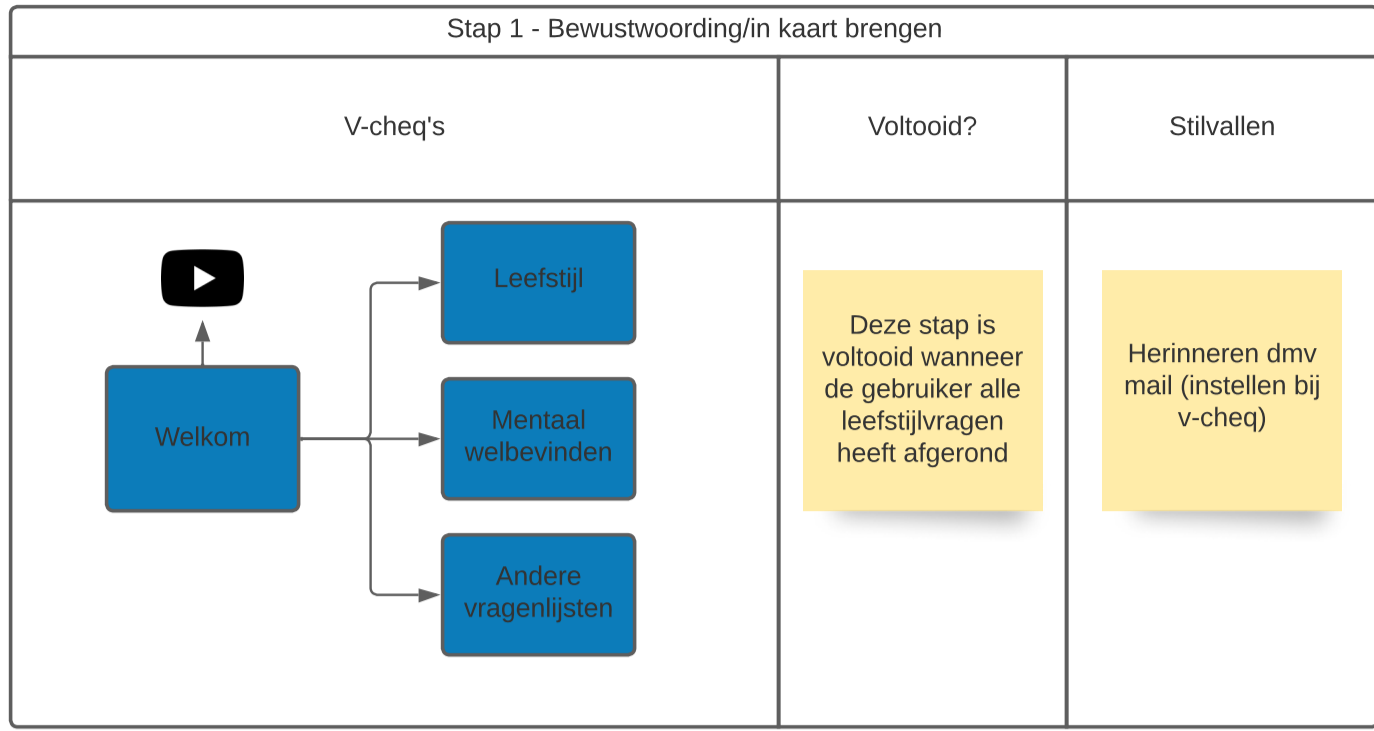 Stap 1 - Bewustwoording/in kaart brengen
V-cheq's
Voltooid?
Stilvallen
Welkom
Leefstijl
Mentaal
welbevinden
Andere
vragenlijsten
Deze stap is
voltooid wanneer
de gebruiker alle
leefstijlvragen
heeft afgerond
Herinneren dmv
mail (instellen bij
v-cheq)